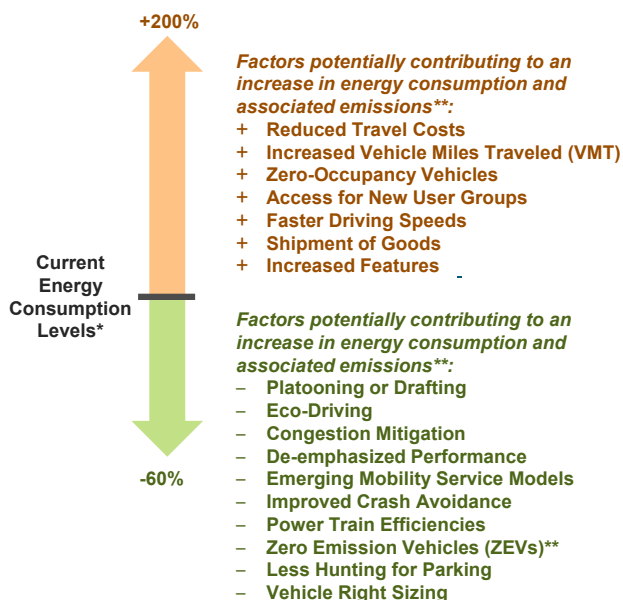 +200%
Factors potentially contributing to an
increase in energy consumption and
associated emissions**:
+ Reduced Travel Costs
+ Increased Vehicle Miles Traveled (VMT)
+ Zero-Occupancy Vehicles
+ Access for New User Groups
+ Faster Driving Speeds
+ Shipment of Goods
+ Increased Features
Current
Energy
Consumption
Levels*
Factors potentially contributing to an
increase in energy consumption and
associated emissions**:
– Platooning or Drafting
– Eco-Driving
– Congestion Mitigation
– De-emphasized Performance
– Emerging Mobility Service Models
– Improved Crash Avoidance
– Power Train Efficiencies
– Zero Emission Vehicles (ZEVs)**
– Less Hunting for Parking
– Vehicle Right Sizing
-60%